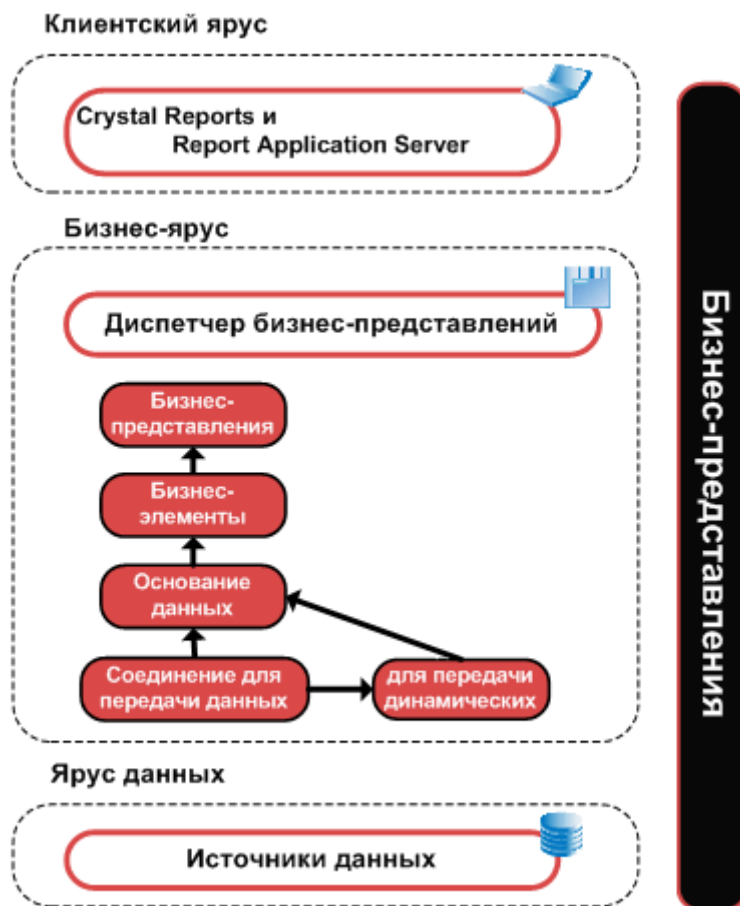 Клиентский ярус
Crystal Reports и
Report Application Server
Бизнес-ярус
Диспетчер бизнес-представлений
Бизнес-
представления
Бизнес-
элементы
Основание
данных
Соединение для
передачи данных
для передачи
динамических
Ярус данных
Источники данных
Бизнес-представления